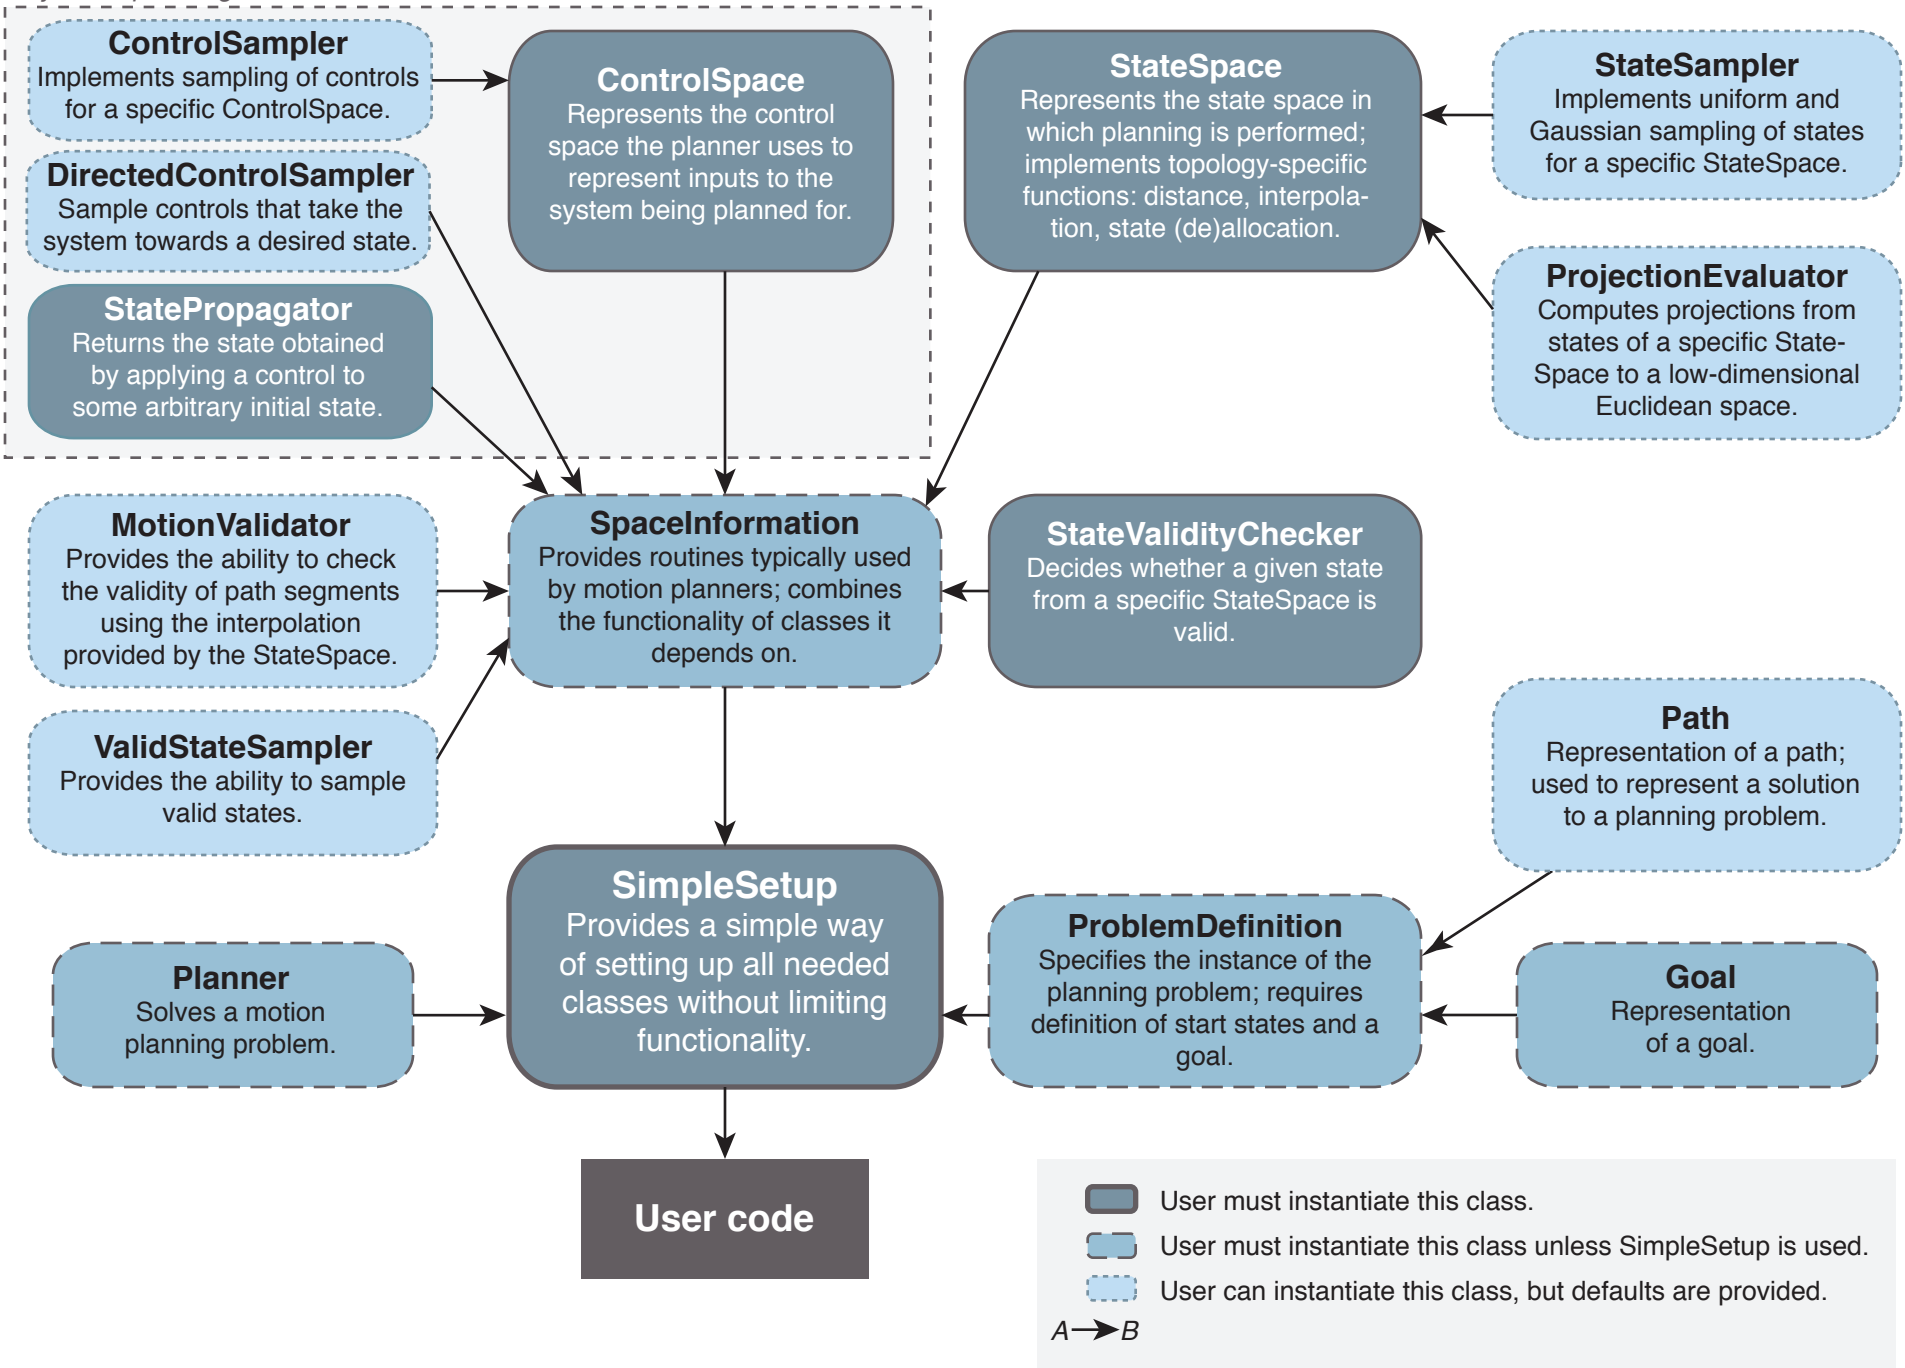 ControlSampler
Implements sampling of controls
for a specific ControlSpace.
DirectedControlSampler
Sample controls that take the
system towards a desired state.
StatePropagator
Returns the state obtained
by applying a control to
some arbitrary initial state.
ControlSpace
Represents the control
space the planner uses to
represent inputs to the
system being planned for.
StateSpace
Represents the state space in
which planning is performed;
implements topology-specific
functions: distance, interpola-
tion, state (de)allocation.
StateSampler
Implements uniform and
Gaussian sampling of states
for a specific StateSpace.
ProjectionEvaluator
Computes projections from
states of a specific State-
Space to a low-dimensional
Euclidean space.
MotionValidator
Provides the ability to check
the validity of path segments
using the interpolation
provided by the StateSpace.
SpaceInformation
Provides routines typically used
by motion planners; combines
the functionality of classes it
depends on.
StateValidityChecker
Decides whether a given state
from a specific StateSpace is
valid.
ValidStateSampler
Provides the ability to sample
valid states.
Path
Representation of a path;
used to represent a solution
to a planning problem.
SimpleSetup
Provides a simple way
of setting up all needed
classes without limiting
functionality.
Planner
Solves a motion
planning problem.
ProblemDefinition
Specifies the instance of the
planning problem; requires
definition of start states and a
goal.
Goal
Representation
of a goal.
User code
User must instantiate this class.
User must instantiate this class unless SimpleSetup is used.
User can instantiate this class, but defaults are provided.
A B